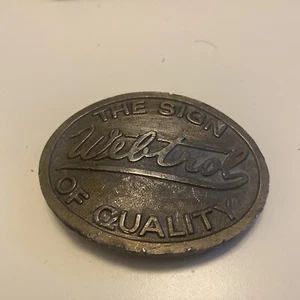 THE SIGN
Webtrol
OF QUALITY